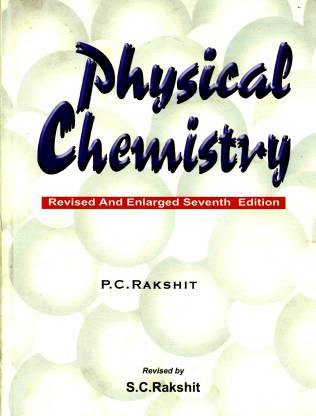 Physical
Chemistry
Revised And Enlarged Seventh Edition
P.C.RAKSHIT
Revised by
S.C.Rakshit